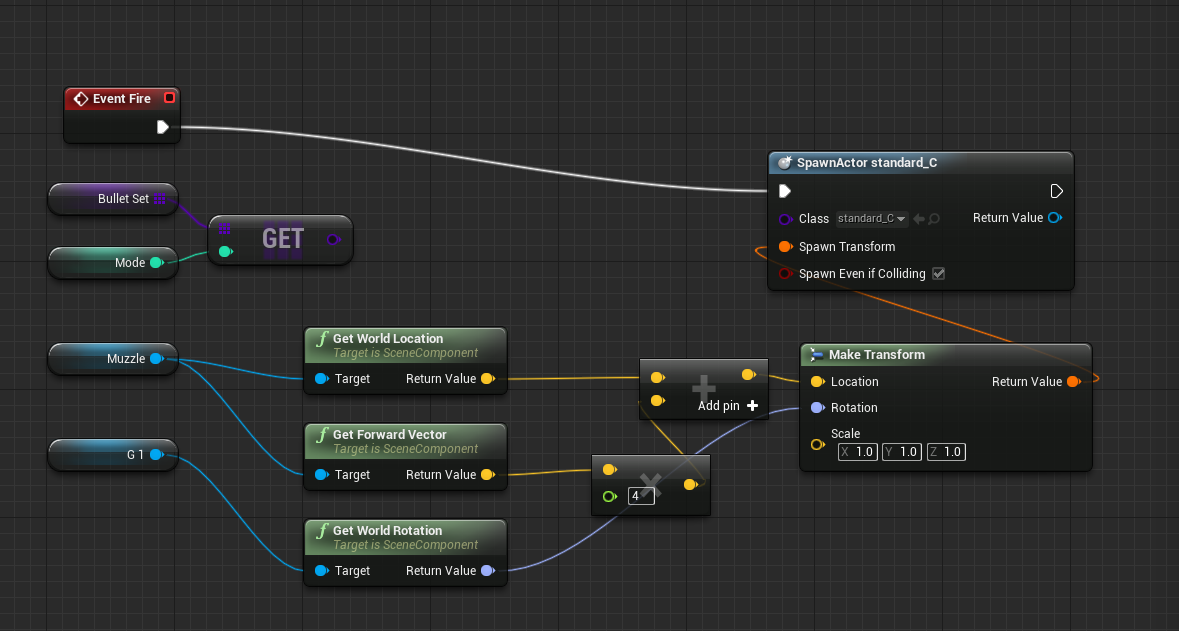 Event Fire
Bullet Set
GET
Mode
SpawnActor standard_C
Class standard_C Return Value
Spawn Transform
Spawn Even if Colliding
Muzzle
Get World Location
Target is SceneComponent
Target Return Value
Get Forward Vector
Target is SceneComponent
Target Return Value
G 1
Get World Rotation
Target is SceneComponent
Target Return Value
Add pin +
4
Make Transform
Location Return Value
Rotation
Scale
X 1.0 Y 1.0 Z 1.0